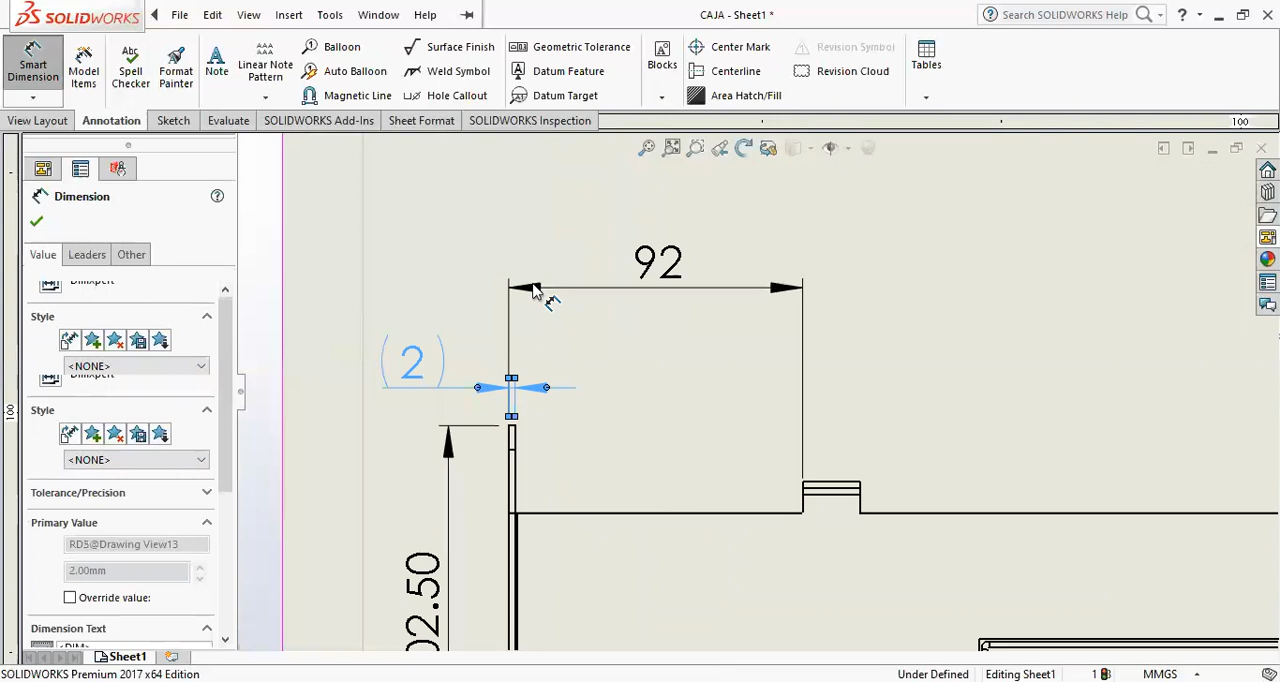 SOLIDWORKS File Edit View Insert Tools Window Help CAJA - Sheet1 * Search SOLIDWORKS Help
Smart Dimension
Model Items
Spell Checker
Format Painter
Note
Linear Note Pattern
Balloon
Auto Balloon
Magnetic Line
Surface Finish
Weld Symbol
Hole Callout
Geometric Tolerance
Datum Feature
Datum Target
Blocks
Center Mark
Centerline
Area Hatch/Fill
Revision Symbol
Revision Cloud
Tables
View Layout Annotation Sketch Evaluate SOLIDWORKS Add-Ins Sheet Format SOLIDWORKS Inspection 100
Dimension
Value Leaders Other
Style
<NONE>
Style
<NONE>
Tolerance/Precision
Primary Value
RD5@Drawing View13
2.00mm
Override value:
Dimension Text
100
92
(2)
02.50
Sheet1
SOLIDWORKS Premium 2017 x64 Edition Under Defined Editing Sheet1 1 MMGS